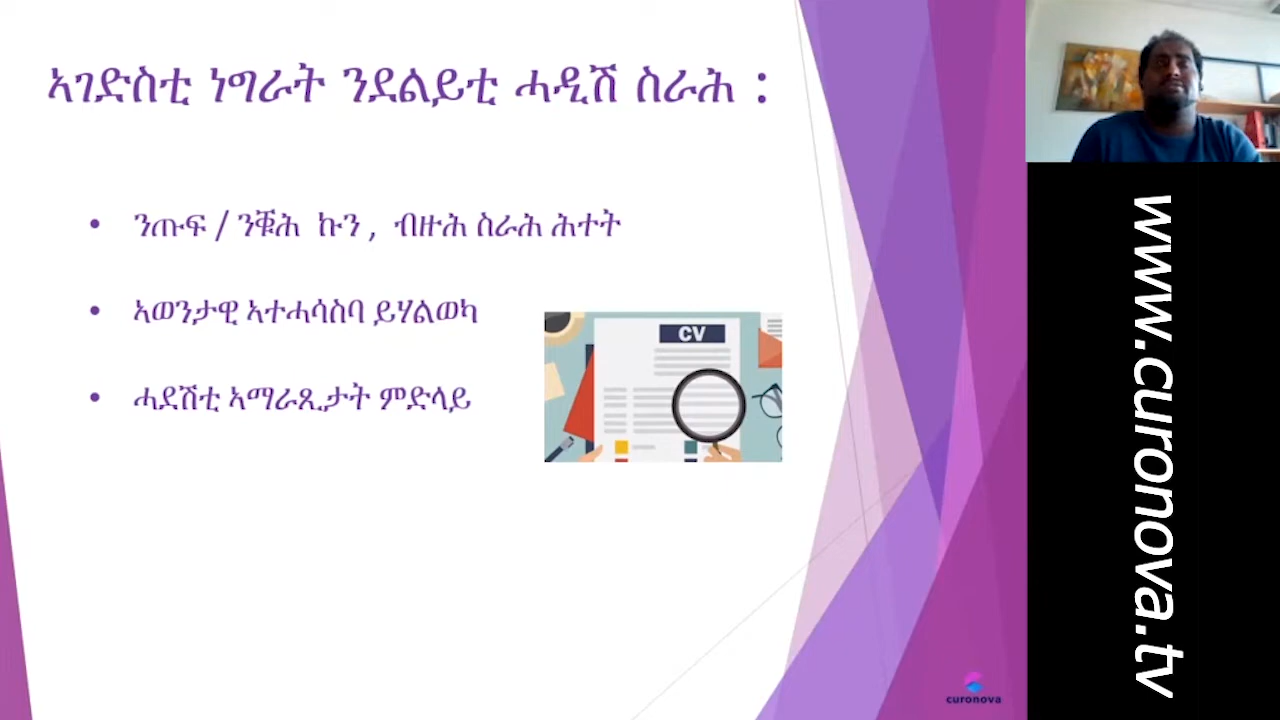 ኣገድስቲ ነግራት ንደልይቲ ሓዲሽ ስራሕ :
• ንጡፍ / ንቑሕ ኩን , ብዙሕ ስራሕ ሕተት
• ኣወንታዊ ኣተሓሳስባ ይሃልወካ
• ሓደሽቲ ኣማራጺታት ምድላይ
CV
curonova
www.curonova.tv